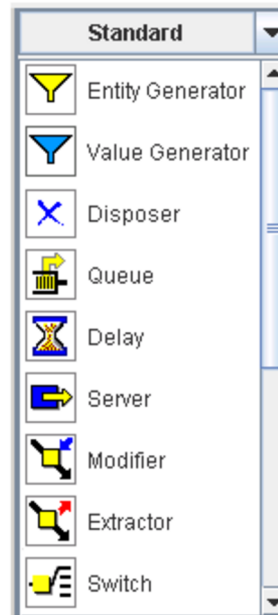 Standard
Entity Generator
Value Generator
Disposer
Queue
Delay
Server
Modifier
Extractor
Switch